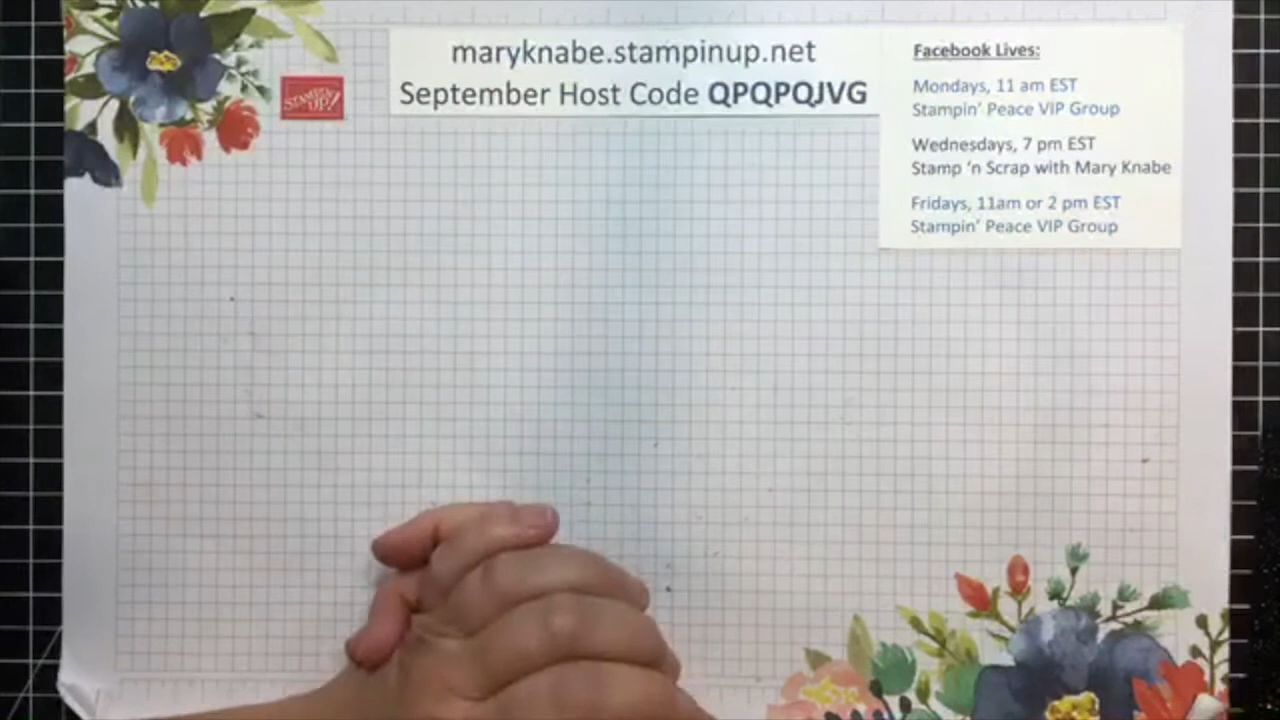 maryknabe.stampinup.net
September Host Code QPQPQJVG
STAMPIN' UP!
Facebook Lives:
Mondays, 11 am EST
Stampin' Peace VIP Group
Wednesdays, 7 pm EST
Stamp 'n Scrap with Mary Knabe
Fridays, 11am or 2 pm EST
Stampin' Peace VIP Group